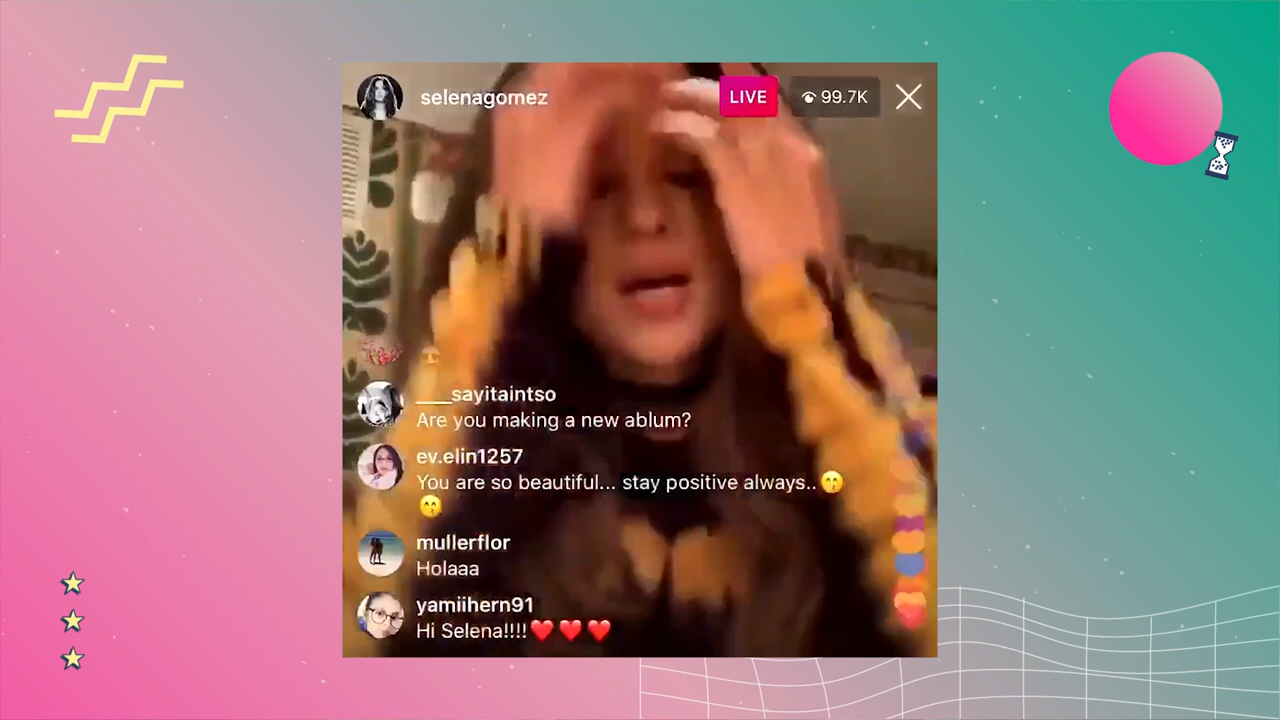 selenagomez
LIVE
99.7K
____sayitaintso
Are you making a new ablum?
ev.elin1257
You are so beautiful... stay positive always..😙
😙
mullerflor
Holaaa
yamiihern91
Hi Selena!!!!❤️❤️❤️